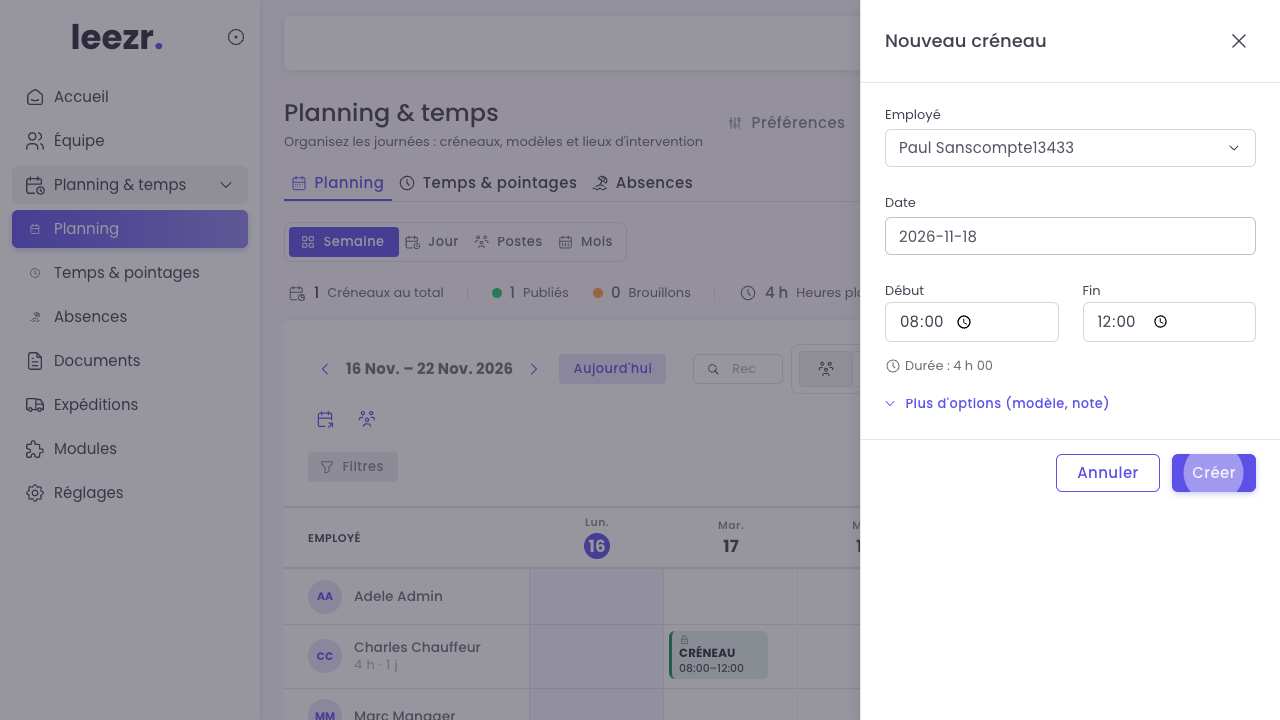 leezr.
Accueil
Équipe
Planning & temps
Planning
Temps & pointages
Absences
Documents
Expéditions
Modules
Réglages
Planning & temps
Organisez les journées : créneaux, modèles et lieux d'intervention
Préférences
Planning
Temps & pointages
Absences
Semaine
Jour
Postes
Mois
1 Créneaux au total
1 Publiés
0 Brouillons
4 h Heures
16 Nov. – 22 Nov. 2026
Aujourd'hui
Rec
Filtres
EMPLOYÉ
Lun.
16
Mar.
17
AA Adele Admin
CC Charles Chauffeur
4 h · 1 j
CRÉNEAU
08:00–12:00
MM Marc Manager
Nouveau créneau
Employé
Paul Sanscompte13433
Date
2026-11-18
Début
Fin
08:00
12:00
Durée : 4 h 00
Plus d'options (modèle, note)
Annuler
Créer